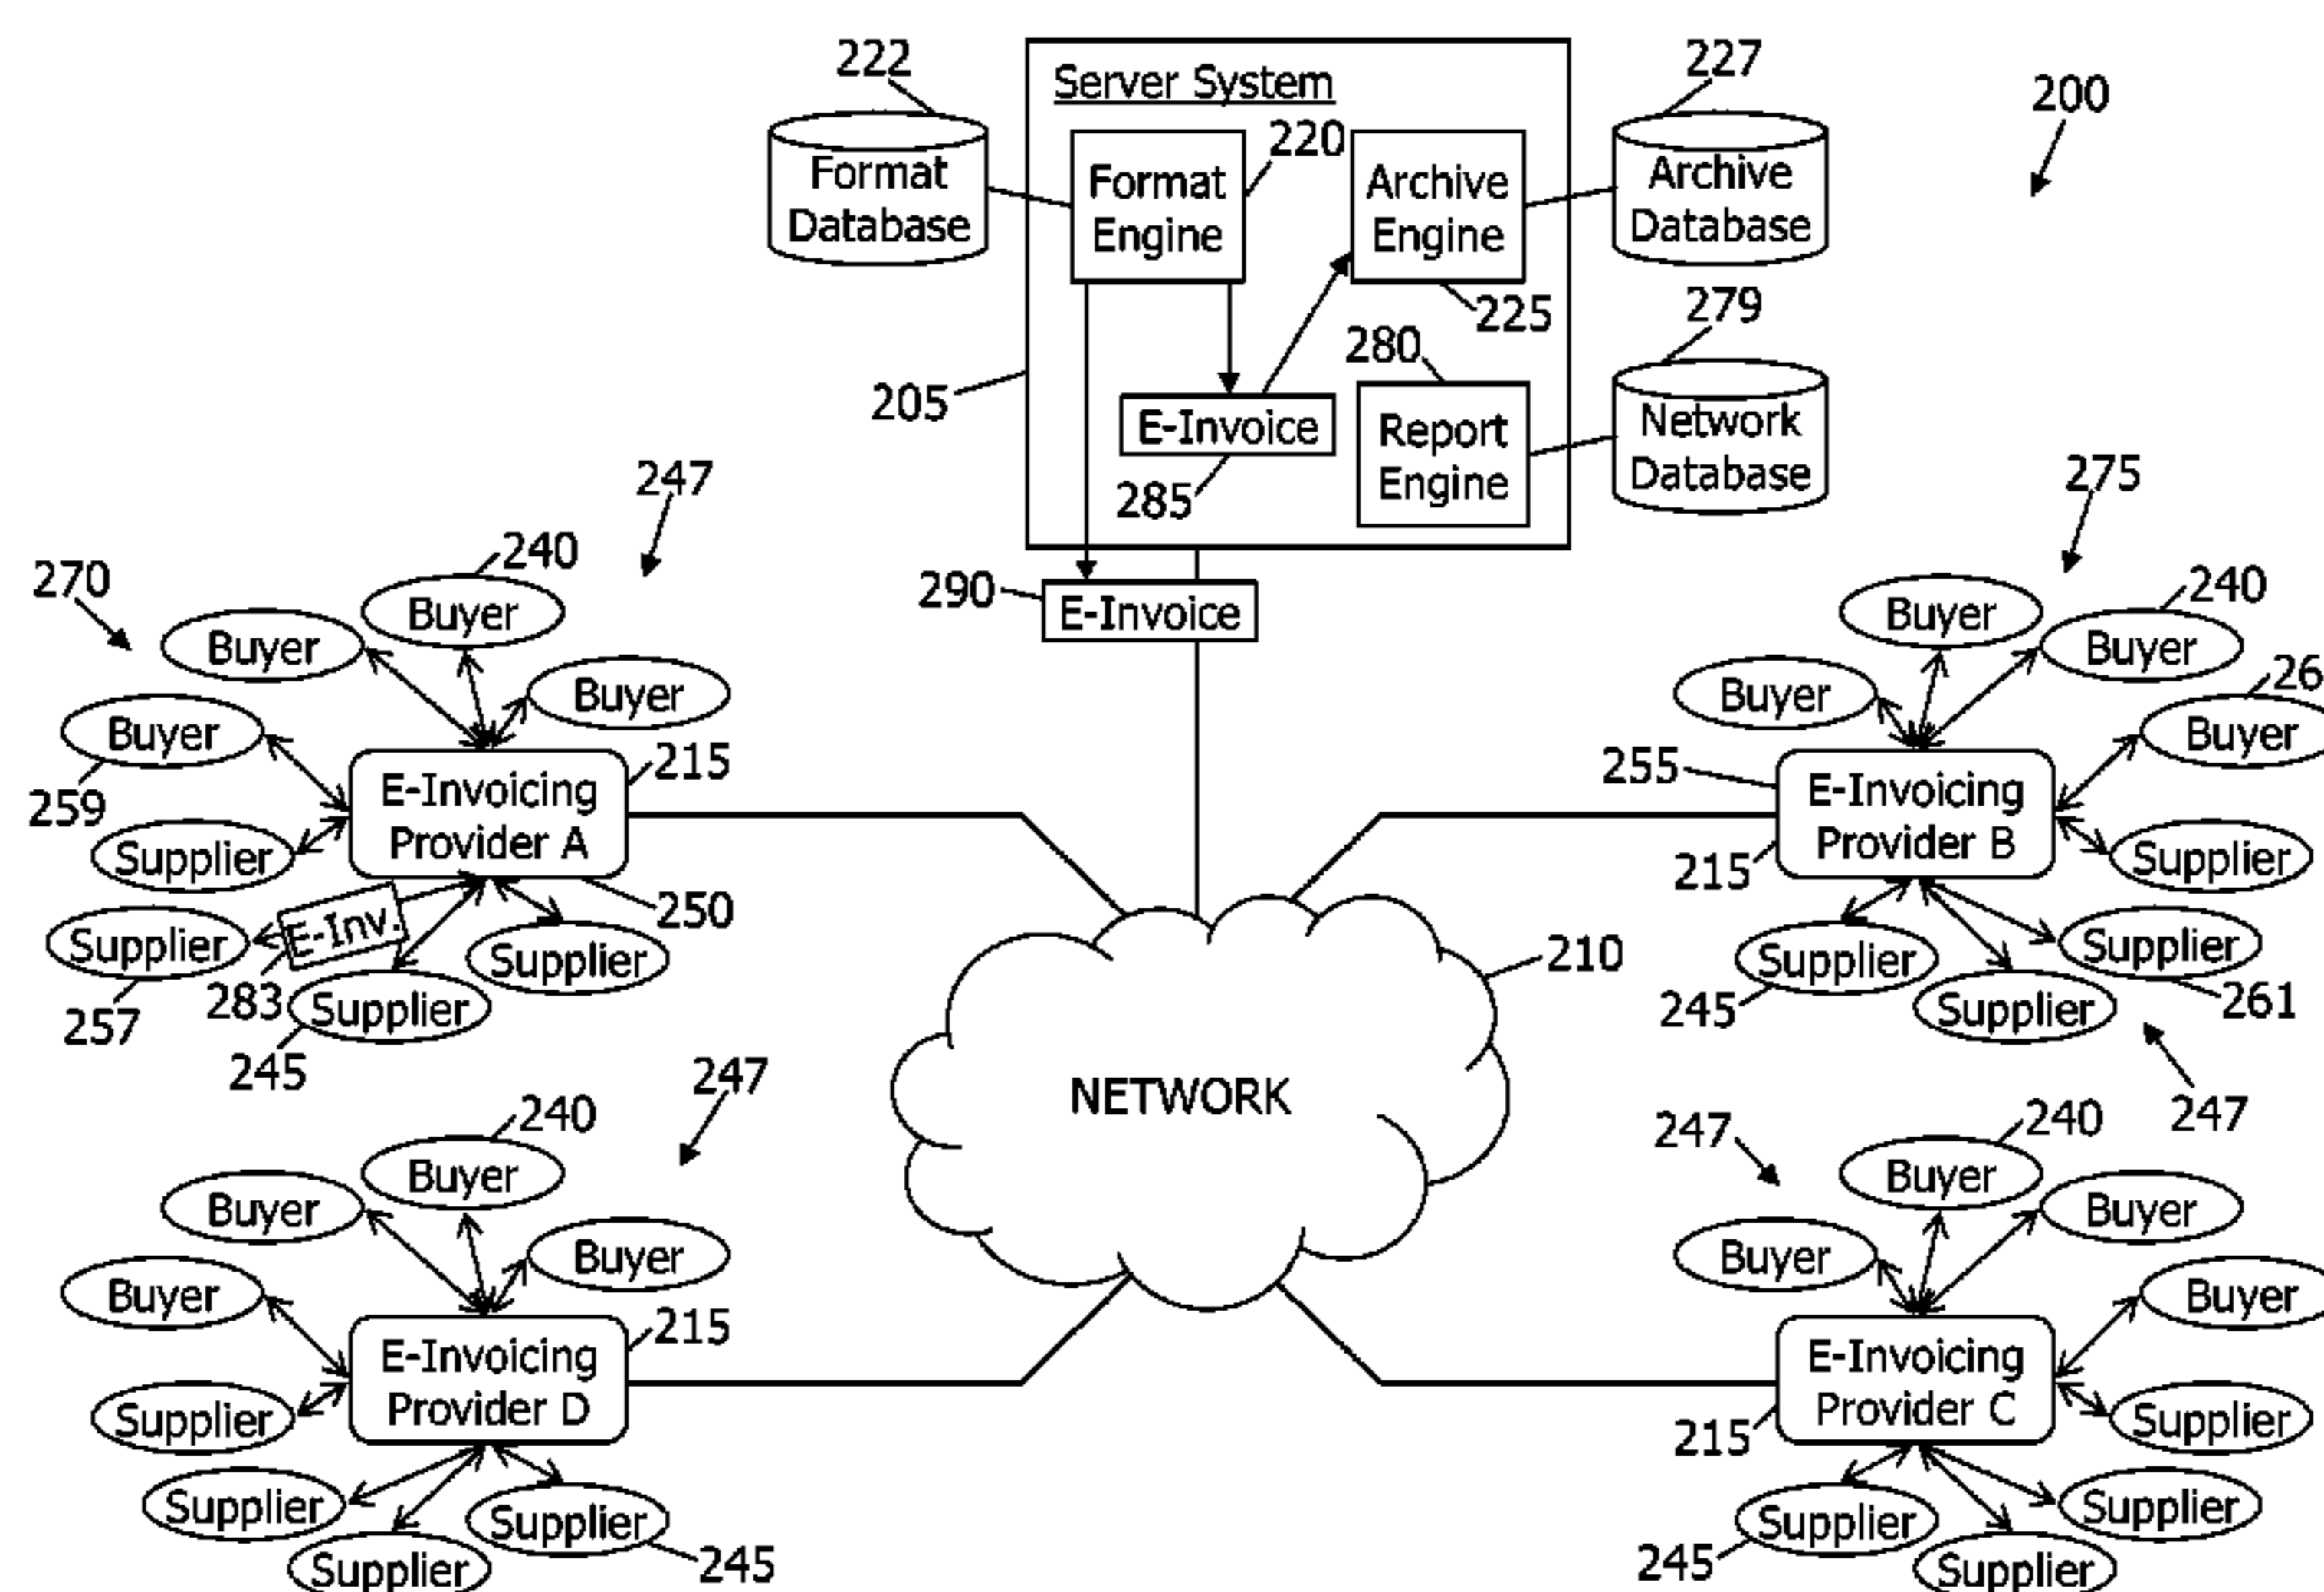 222
Server System
227
200
Format
Database
Format
Engine
220
Archive
Engine
Archive
Database
225
279
280
205
E-Invoice
Report
Engine
Network
Database
285
247
275
270
240
Buyer
Buyer
Buyer
290
E-Invoice
Buyer
240
Buyer
Buyer
26
Buyer
259
E-Invoicing
Provider A
215
Buyer
255
E-Invoicing
Provider B
Supplier
215
Supplier
Supplier
E-Inv.
250
Supplier
257
283
Supplier
245
210
Supplier
Supplier
245
Supplier
261
247
NETWORK
247
240
Buyer
Buyer
Buyer
Buyer
247
240
Buyer
Buyer
Buyer
Buyer
E-Invoicing
Provider D
215
E-Invoicing
Provider C
215
Supplier
Supplier
Supplier
Supplier
245
Supplier
Supplier
Supplier
245
Supplier